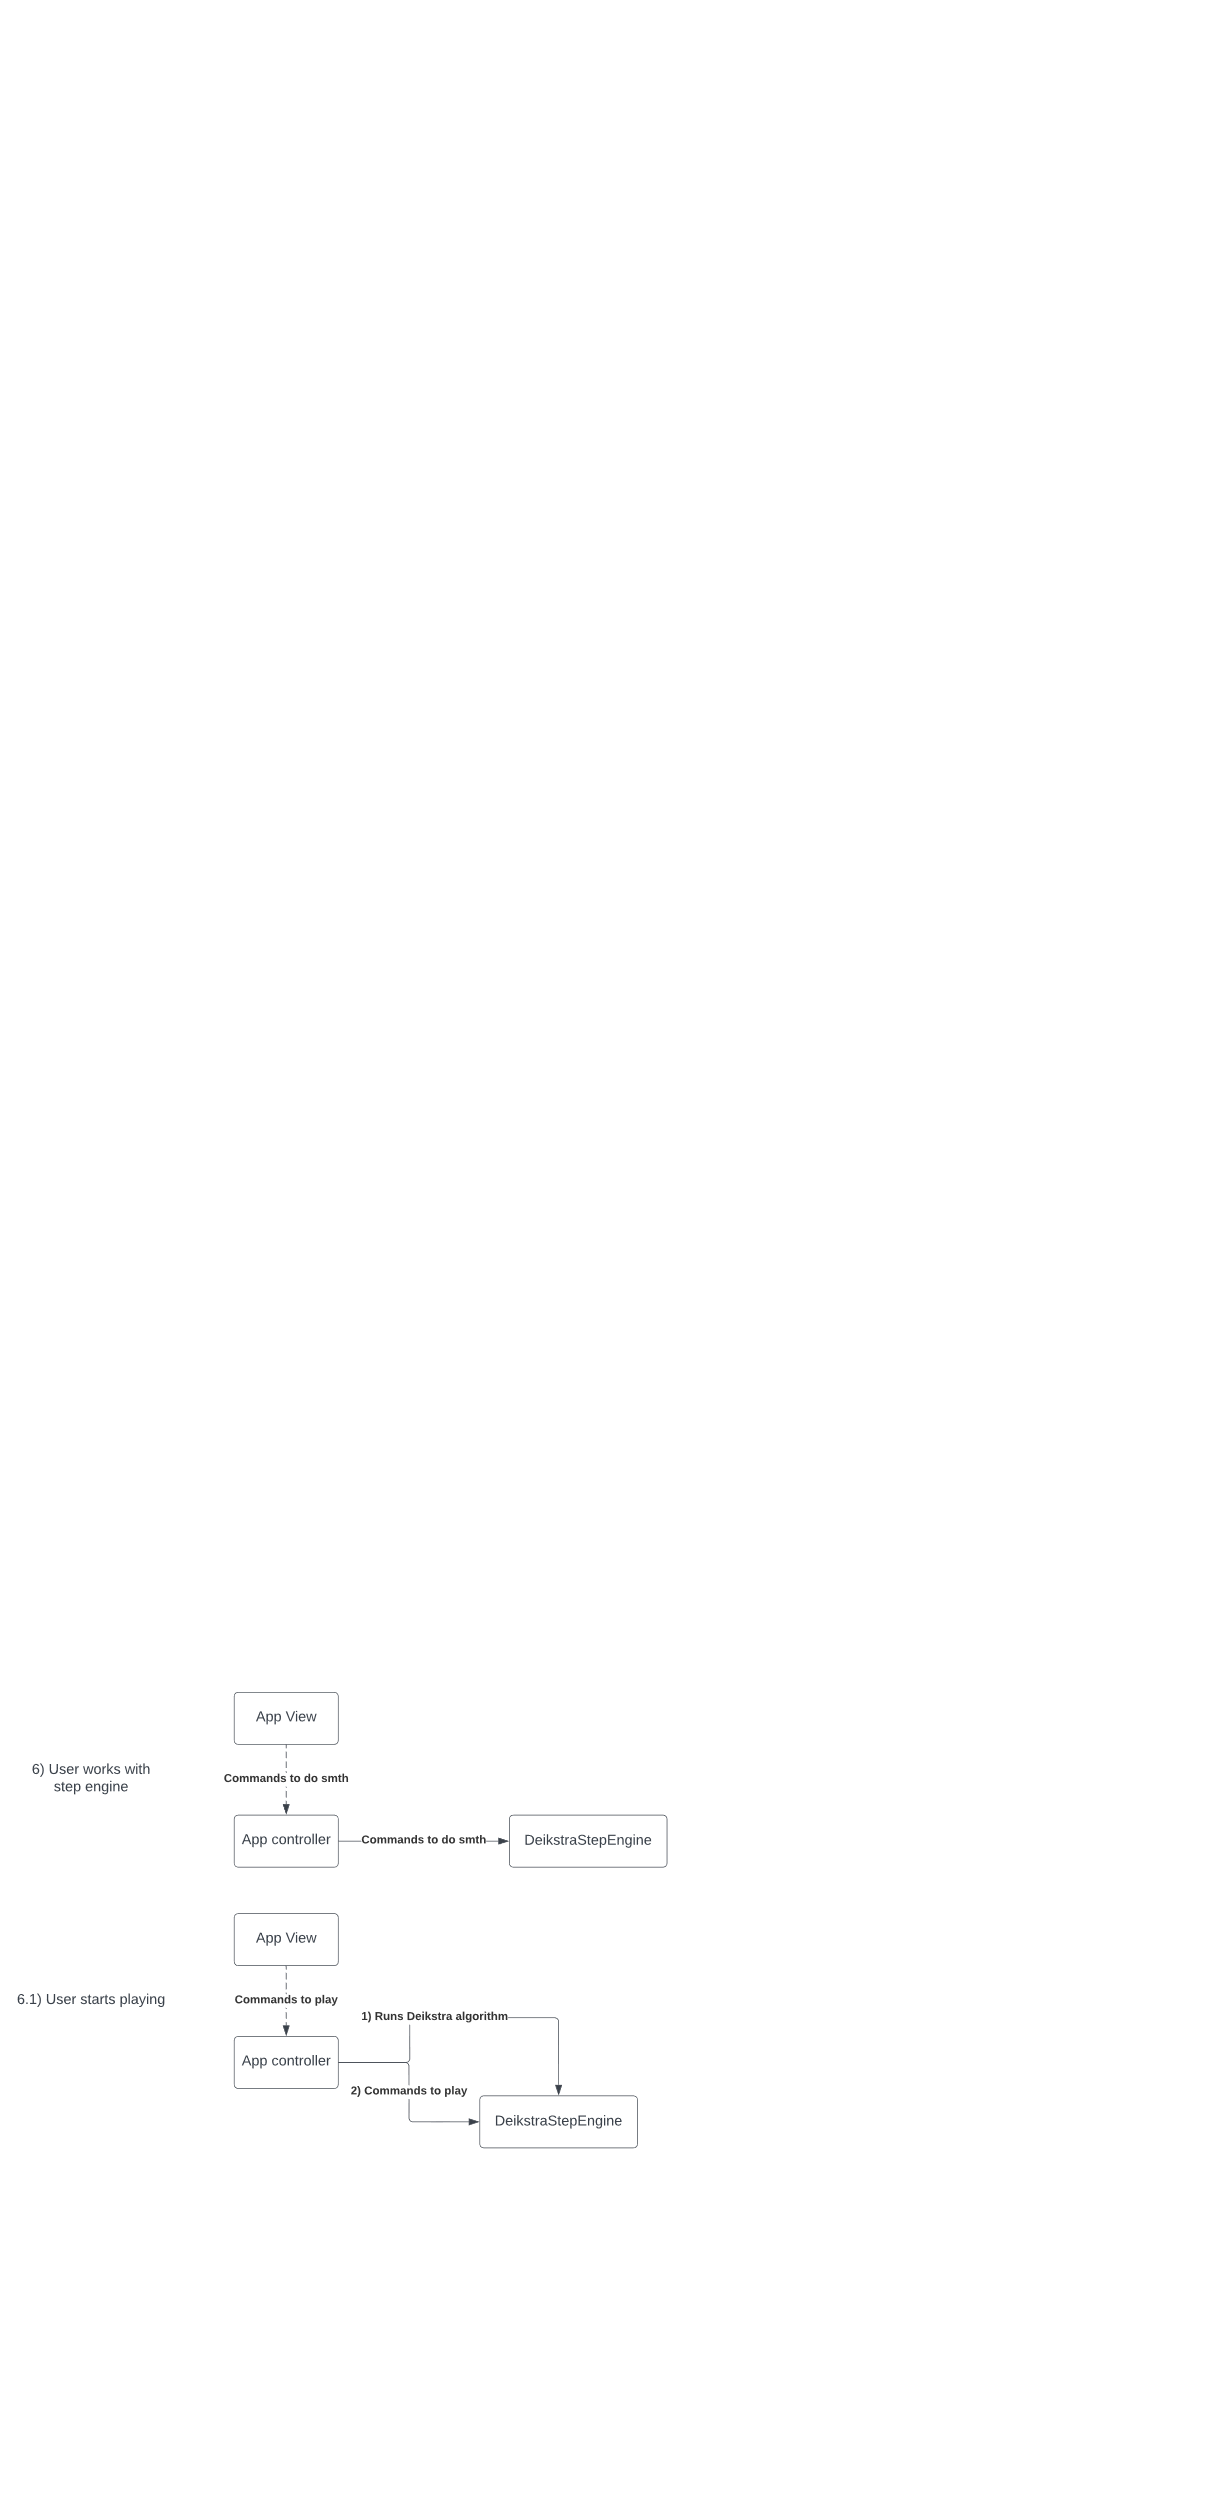 App View
6) User works with
step engine
Commands to do smth
App controller
Commands to do smth
DeikstraStepEngine
App View
6.1) User starts playing
Commands to play
1) Runs Deikstra algorithm
App controller
2) Commands to play
DeikstraStepEngine